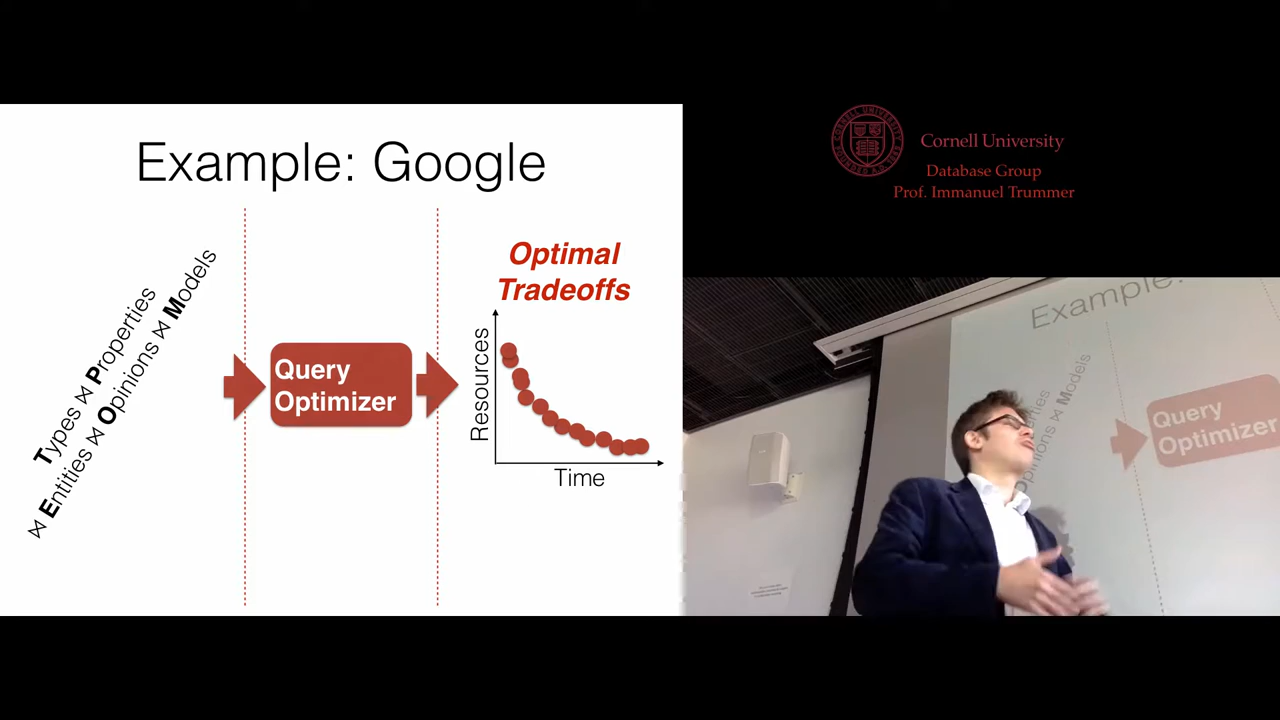 Example: Google
Types ⋈ Properties
⋈ Entities ⋈ Opinions ⋈ Models
Query
Optimizer
Optimal
Tradeoffs
Resources
Time
Cornell University
Database Group
Prof. Immanuel Trummer
Example:
Models
Query
Optimizer